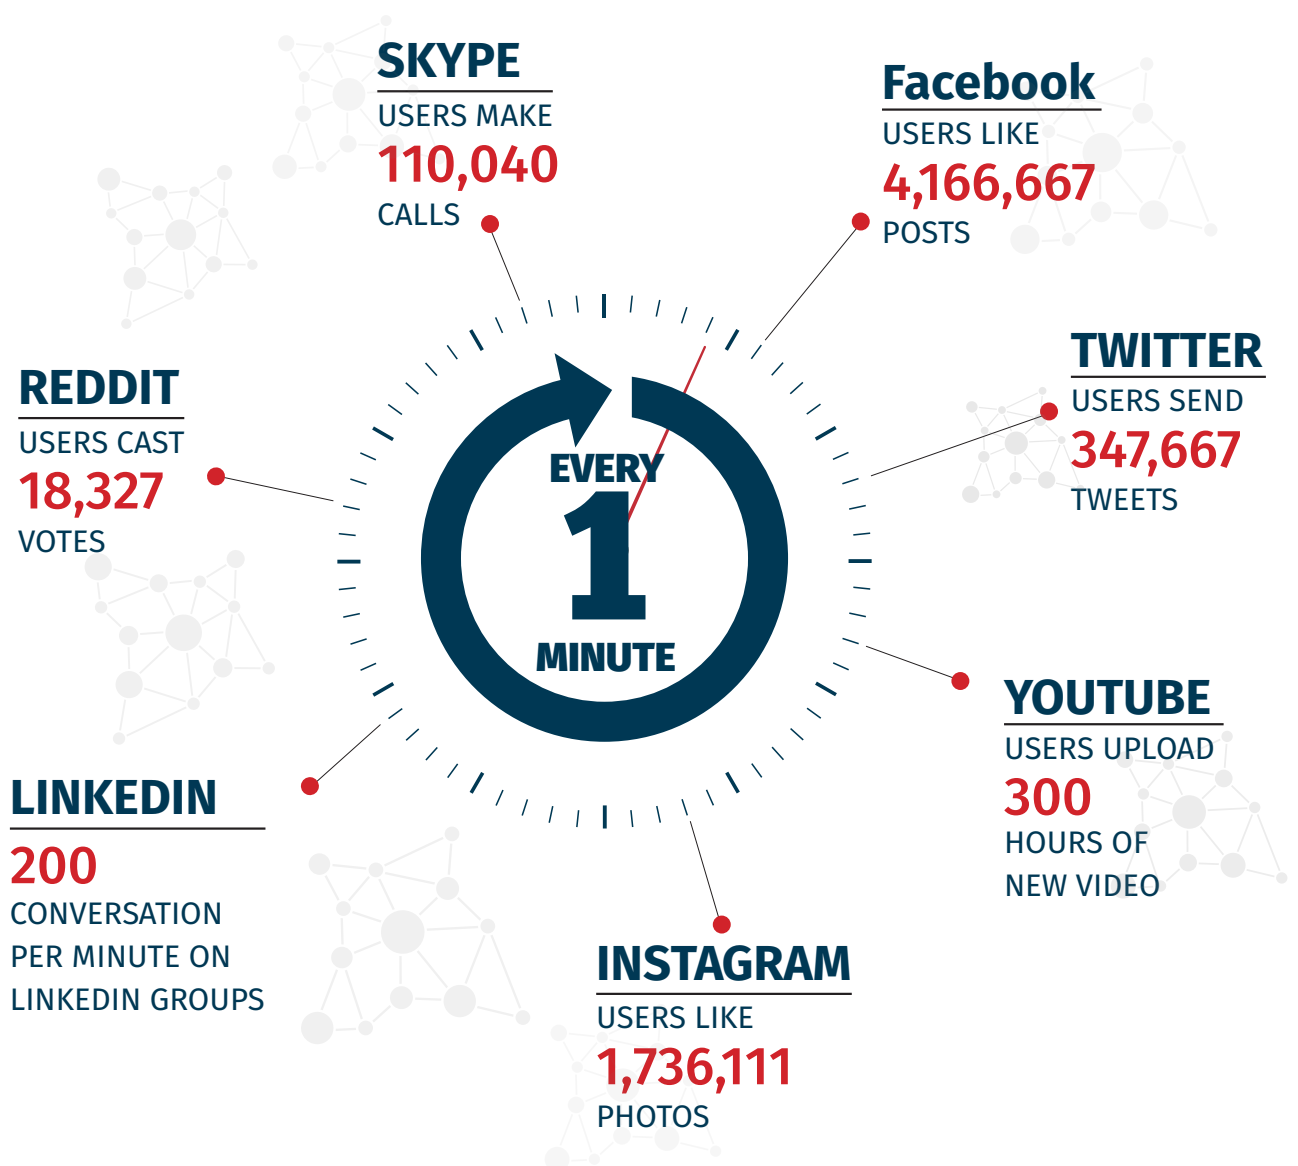 SKYPE
USERS MAKE
110,040
CALLS
Facebook
USERS LIKE
4,166,667
POSTS
TWITTER
USERS SEND
347,667
TWEETS
REDDIT
USERS CAST
18,327
VOTES
EVERY
1
MINUTE
YOUTUBE
USERS UPLOAD
300
HOURS OF
NEW VIDEO
LINKEDIN
200
CONVERSATION
PER MINUTE ON
LINKEDIN GROUPS
INSTAGRAM
USERS LIKE
1,736,111
PHOTOS